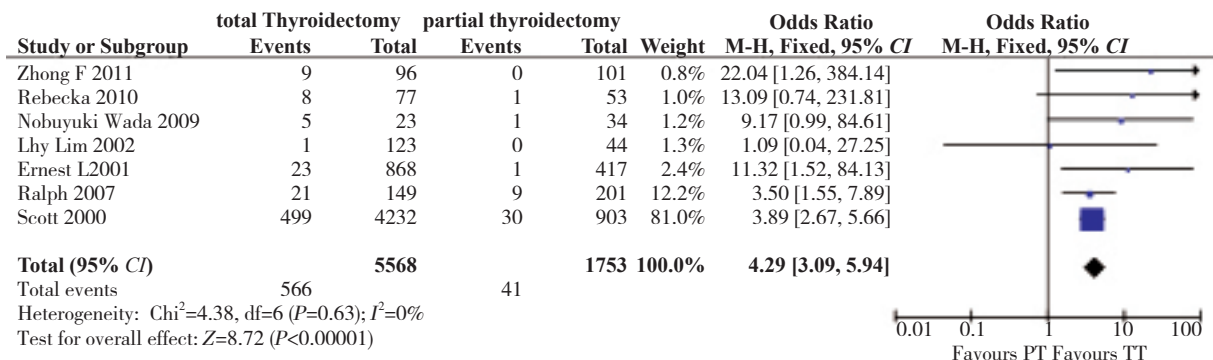 total Thyroidectomy partial thyroidectomy Odds Ratio Odds Ratio
Study or Subgroup Events Total Events Total Weight M-H, Fixed, 95% CI M-H, Fixed, 95% CI
Zhong F 2011 9 96 0 101 0.8% 22.04 [1.26, 384.14]
Rebecka 2010 8 77 1 53 1.0% 13.09 [0.74, 231.81]
Nobuyuki Wada 2009 5 23 1 34 1.2% 9.17 [0.99, 84.61]
Lhy Lim 2002 1 123 0 44 1.3% 1.09 [0.04, 27.25]
Ernest L2001 23 868 1 417 2.4% 11.32 [1.52, 84.13]
Ralph 2007 21 149 9 201 12.2% 3.50 [1.55, 7.89]
Scott 2000 499 4232 30 903 81.0% 3.89 [2.67, 5.66]
Total (95% CI) 5568 1753 100.0% 4.29 [3.09, 5.94]
Total events 566 41
Heterogeneity: Chi²=4.38, df=6 (P=0.63); I²=0%
Test for overall effect: Z=8.72 (P<0.00001)
0.01 0.1 1 10 100
Favours PT Favours TT